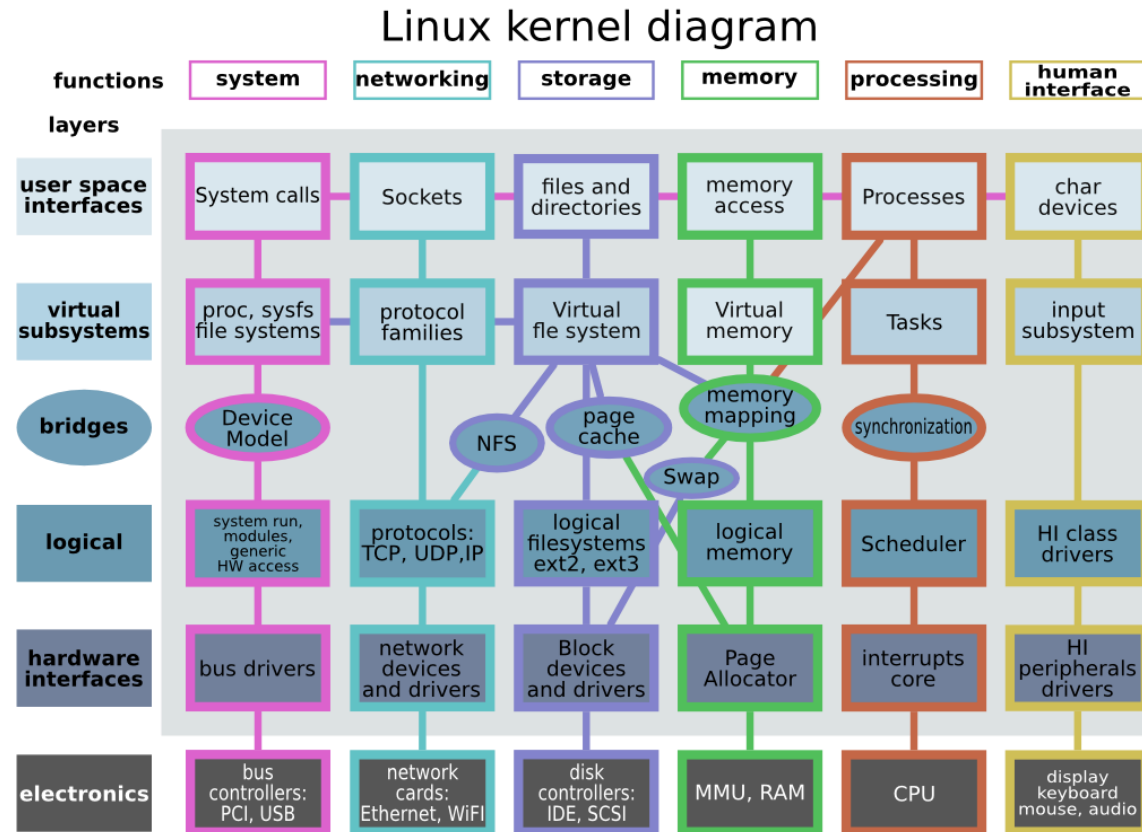 Linux kernel diagram
functions
system
networking
storage
memory
processing
human
interface
layers
user space
interfaces
System calls
Sockets
files and
directories
memory
access
Processes
char
devices
virtual
subsystems
proc, sysfs
file systems
protocol
families
Virtual
fle system
Virtual
memory
Tasks
input
subsystem
bridges
Device
Model
NFS
page
cache
memory
mapping
Swap
synchronization
logical
system run,
modules,
generic
HW access
protocols:
TCP, UDP,IP
logical
filesystems
ext2, ext3
logical
memory
Scheduler
HI class
drivers
hardware
interfaces
bus drivers
network
devices
and drivers
Block
devices
and drivers
Page
Allocator
interrupts
core
HI
peripherals
drivers
electronics
bus
controllers:
PCI, USB
network
cards:
Ethernet, WiFI
disk
controllers:
IDE, SCSI
MMU, RAM
CPU
display
keyboard
mouse, audio